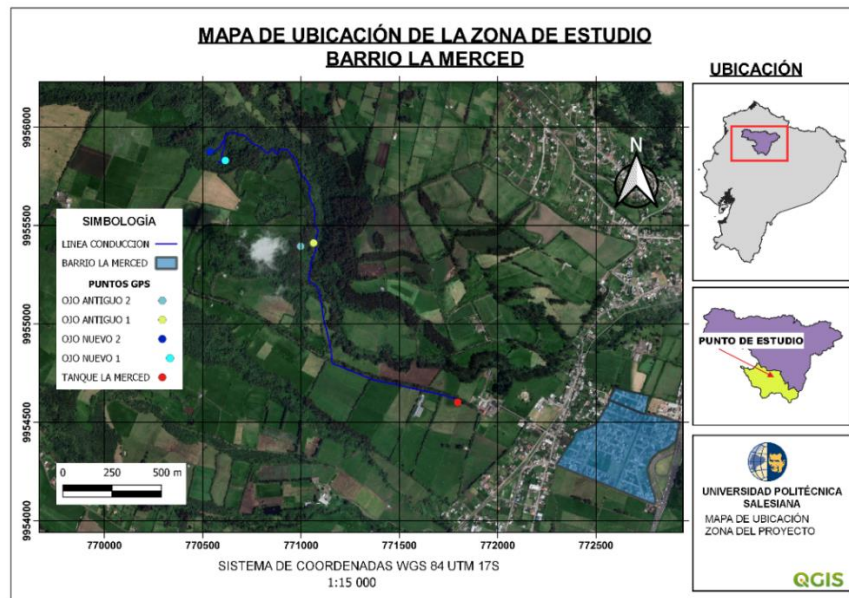 MAPA DE UBICACIÓN DE LA ZONA DE ESTUDIO
BARRIO LA MERCED
UBICACIÓN
N
9956000
9955500
9955000
9954500
9954000
SIMBOLOGÍA
LINEA CONDUCCION
BARRIO LA MERCED
PUNTOS GPS
OJO ANTIGUO 2
OJO ANTIGUO 1
OJO NUEVO 2
OJO NUEVO 1
TANQUE LA MERCED
0 250 500 m
770000 770500 771000 771500 772000 772500
SISTEMA DE COORDENADAS WGS 84 UTM 17S
1:15 000
PUNTO DE ESTUDIO
UNIVERSIDAD POLITÉCNICA
SALESIANA
MAPA DE UBICACIÓN
ZONA DEL PROYECTO
QGIS